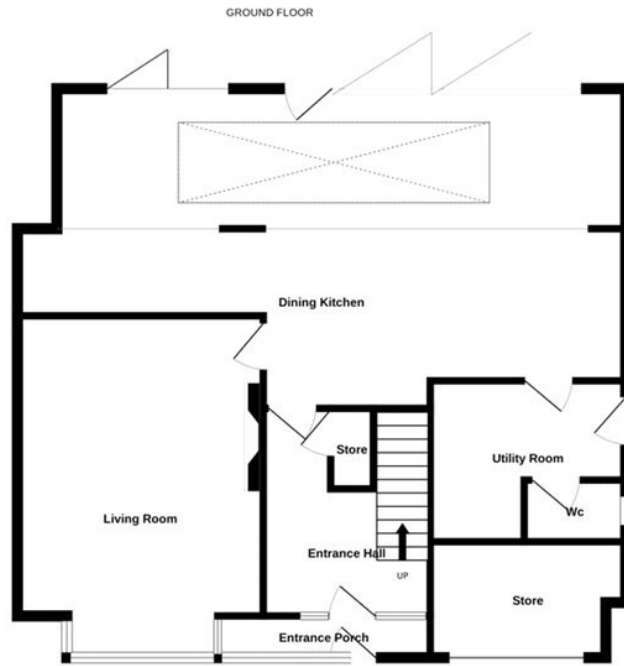 GROUND FLOOR
Dining Kitchen
Store
Utility Room
Wc
Living Room
Entrance Hall
UP
Store
Entrance Porch